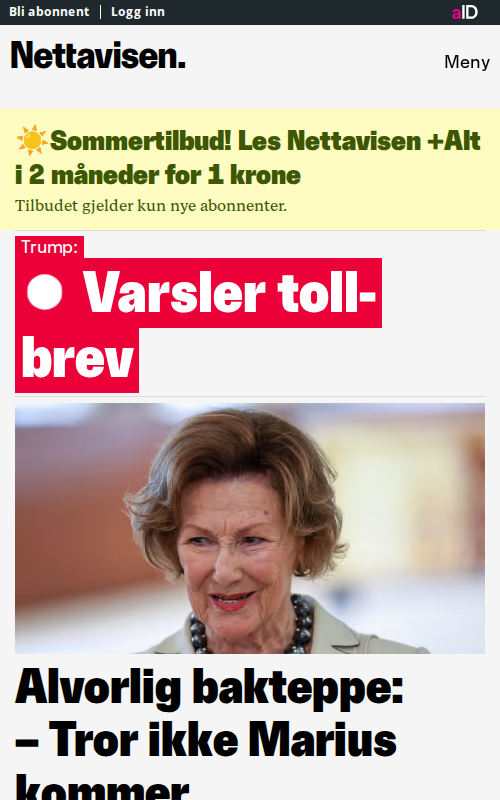 Bli abonnent
Logg inn
aID
Nettavisen.
Meny
Sommertilbud! Les Nettavisen +Alt
i 2 måneder for 1 krone
Tilbudet gjelder kun nye abonnenter.
Trump:
Varsler toll-
brev
Alvorlig bakteppe:
– Tror ikke Marius
kommer